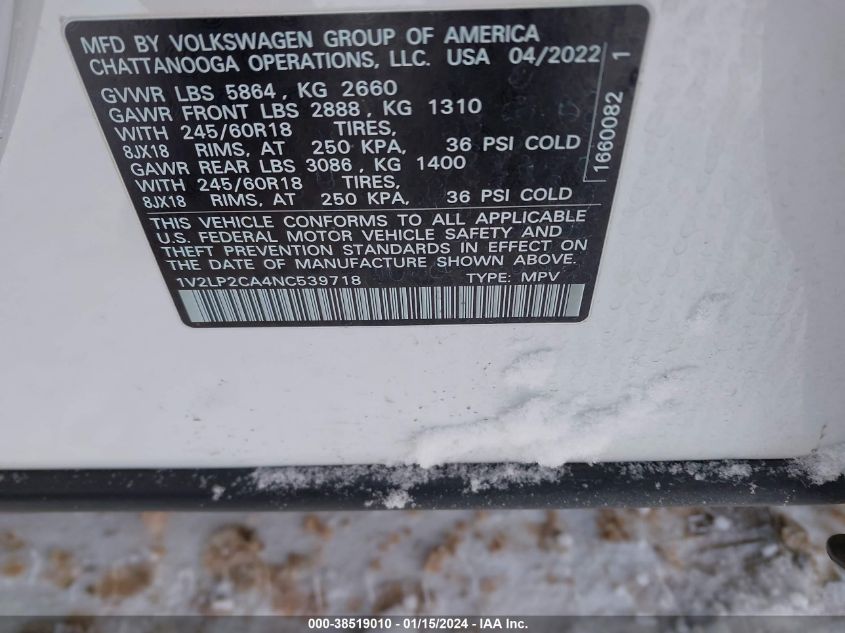 MFD BY VOLKSWAGEN GROUP OF AMERICA
CHATTANOOGA OPERATIONS, LLC. USA 04/2022
GVWR LBS 5864, KG 2660
GAWR FRONT LBS 2888, KG 1310
WITH 245/60R18 TIRES,
8JX18 RIMS, AT 250 KPA, 36 PSI COLD
GAWR REAR LBS 3086, KG 1400
WITH 245/60R18 TIRES,
8JX18 RIMS, AT 250 KPA, 36 PSI COLD
THIS VEHICLE CONFORMS TO ALL APPLICABLE
U.S. FEDERAL MOTOR VEHICLE SAFETY AND
THEFT PREVENTION STANDARDS IN EFFECT ON
THE DATE OF MANUFACTURE SHOWN ABOVE.
1V2LP2CA4NC539718 TYPE: MPV
1660082 1
000-38519010 - 01/15/2024 - IAA Inc.